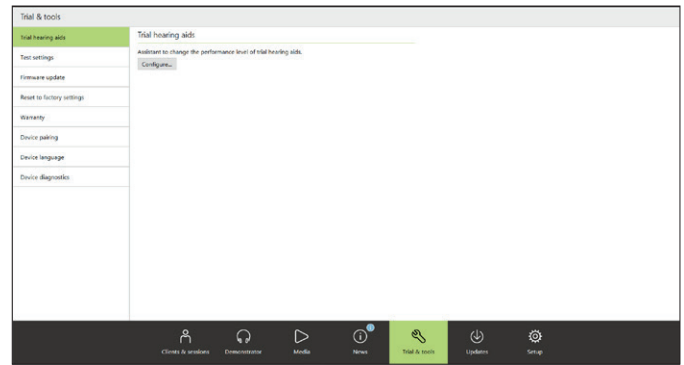 Trial & tools
Trial hearing aids
Test settings
Firmware update
Reset to factory settings
Warranty
Device pairing
Device language
Device diagnostics
Trial hearing aids
Assistant to change the performance level of trial hearing aids.
Configure...
Clients & sessions
Demonstrator
Media
News
Trial & tools
Updates
Setup